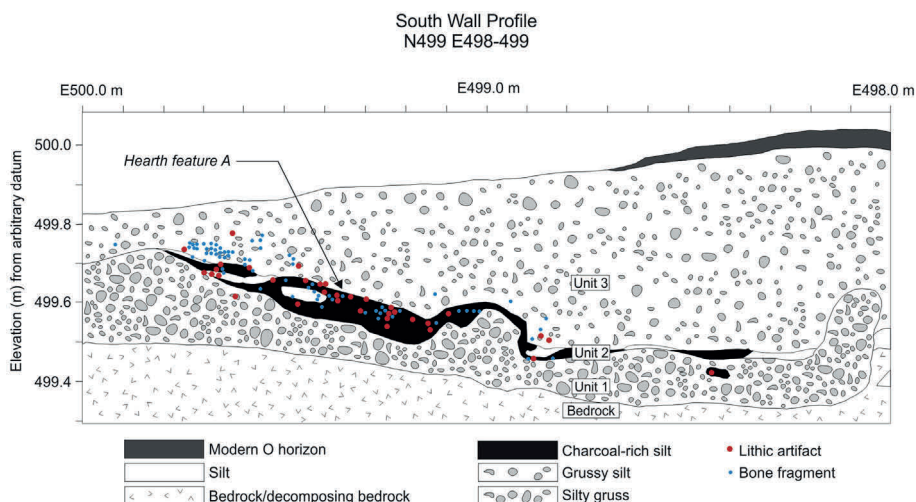 South Wall Profile
N499 E498-499
E500.0 m
E499.0 m
E498.0 m
Elevation (m) from arbitrary datum
500.0
499.8
499.6
499.4
Hearth feature A
Unit 3
Unit 2
Unit 1
Bedrock
Modern O horizon
Silt
Bedrock/decomposing bedrock
Charcoal-rich silt
Grussy silt
Silty gruss
Lithic artifact
Bone fragment